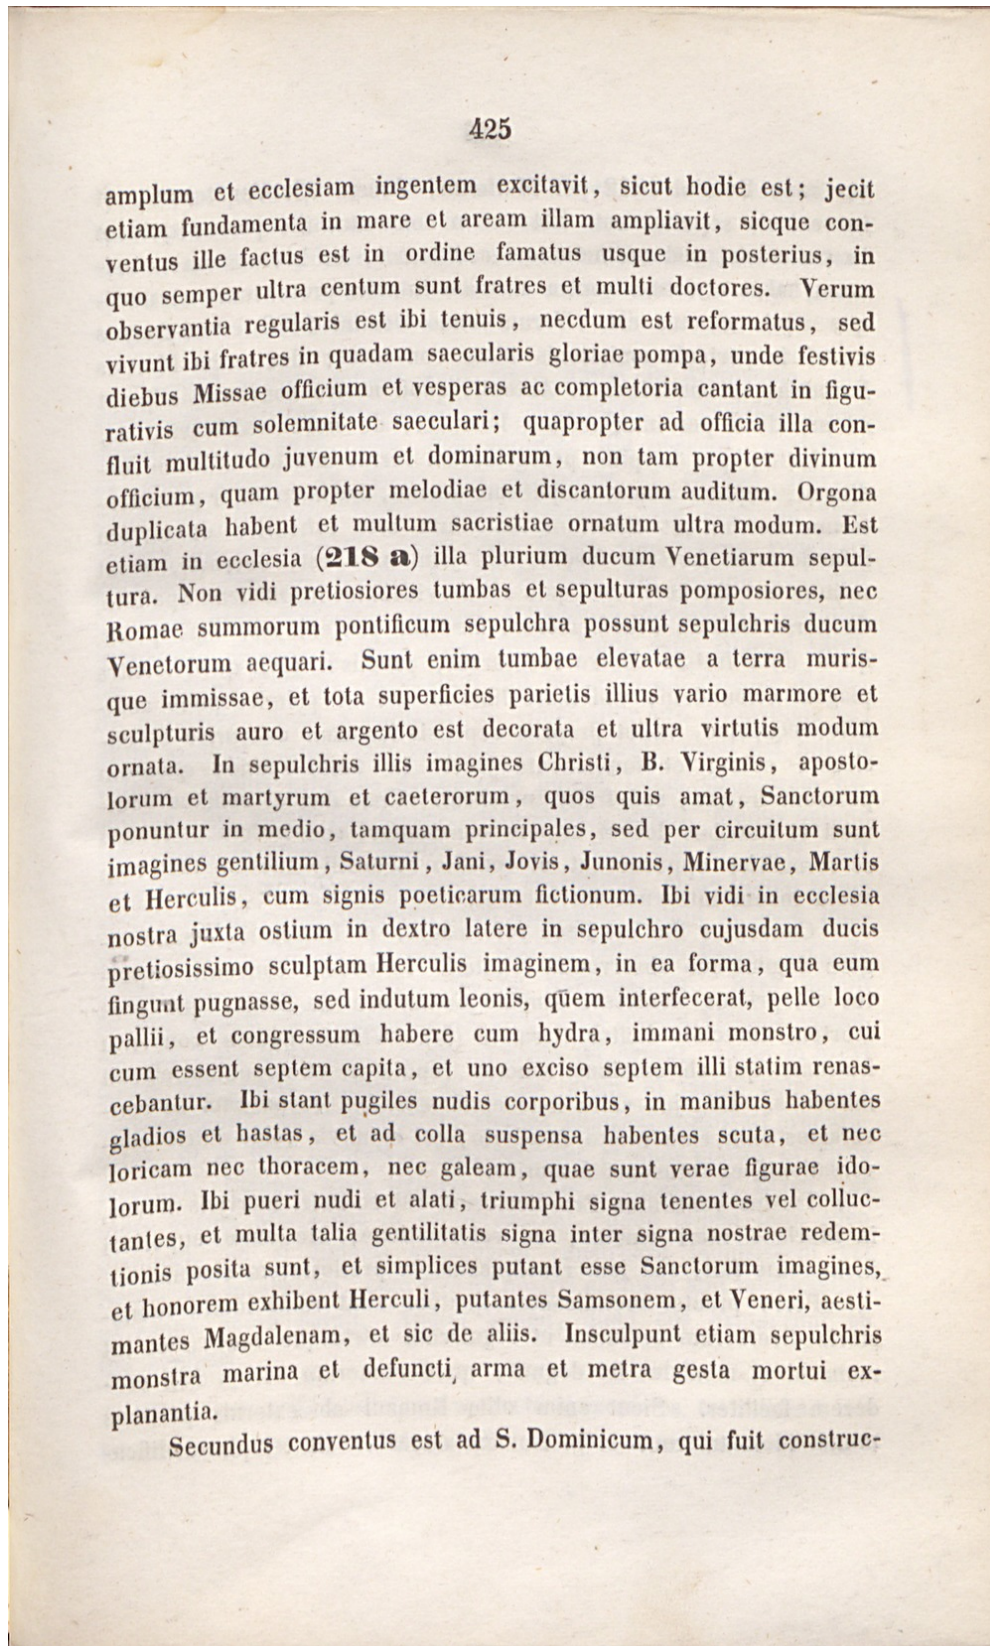 425
amplum et ecclesiam ingentem excitavit, sicut hodie est; jecit
etiam fundamenta in mare et aream illam ampliavit, sicque con-
ventus ille factus est in ordine famatus usque in posterius, in
quo semper ultra centum sunt fratres et multi doctores. Verum
observantia regularis est ibi tenuis, necdum est reformatus, sed
vivunt ibi fratres in quadam saecularis gloriae pompa, unde festivis
diebus Missae officium et vesperas ac completoria cantant in figu-
rativis cum solemnitate saeculari; quapropter ad officia illa con-
fluit multitudo juvenum et dominarum, non tam propter divinum
officium, quam propter melodiae et discantorum auditum. Orgona
duplicata habent et multum sacristiae ornatum ultra modum. Est
etiam in ecclesia (218 a) illa plurium ducum Venetiarum sepul-
tura. Non vidi pretiosiores tumbas et sepulturas pomposiores, nec
Romae summorum pontificum sepulchra possunt sepulchris ducum
Venetorum aequari. Sunt enim tumbae elevatae a terra muris-
que immissae, et tota superficies parietis illius vario marmore et
sculpturis auro et argento est decorata et ultra virtutis modum
ornata. In sepulchris illis imagines Christi, B. Virginis, aposto-
lorum et martyrum et caeterorum, quos quis amat, Sanctorum
ponuntur in medio, tamquam principales, sed per circuitum sunt
imagines gentilium, Saturni, Jani, Jovis, Junonis, Minervae, Martis
et Herculis, cum signis poeticarum fictionum. Ibi vidi in ecclesia
nostra juxta ostium in dextro latere in sepulchro cujusdam ducis
pretiosissimo sculptam Herculis imaginem, in ea forma, qua eum
fingunt pugnasse, sed indutum leonis, quem interfecerat, pelle loco
pallii, et congressum habere cum hydra, immani monstro, cui
cum essent septem capita, et uno exciso septem illi statim renas-
cebantur. Ibi stant pugiles nudis corporibus, in manibus habentes
gladios et hastas, et ad colla suspensa habentes scuta, et nec
loricam nec thoracem, nec galeam, quae sunt verae figurae ido-
lorum. Ibi pueri nudi et alati, triumphi signa tenentes vel colluc-
tantes, et multa talia gentilitatis signa inter signa nostrae redem-
tionis posita sunt, et simplices putant esse Sanctorum imagines,
et honorem exhibent Herculi, putantes Samsonem, et Veneri, aesti-
mantes Magdalenam, et sic de aliis. Insculpunt etiam sepulchris
monstra marina et defuncti, arma et metra gesta mortui ex-
planantia.
Secundus conventus est ad S. Dominicum, qui fuit construc-